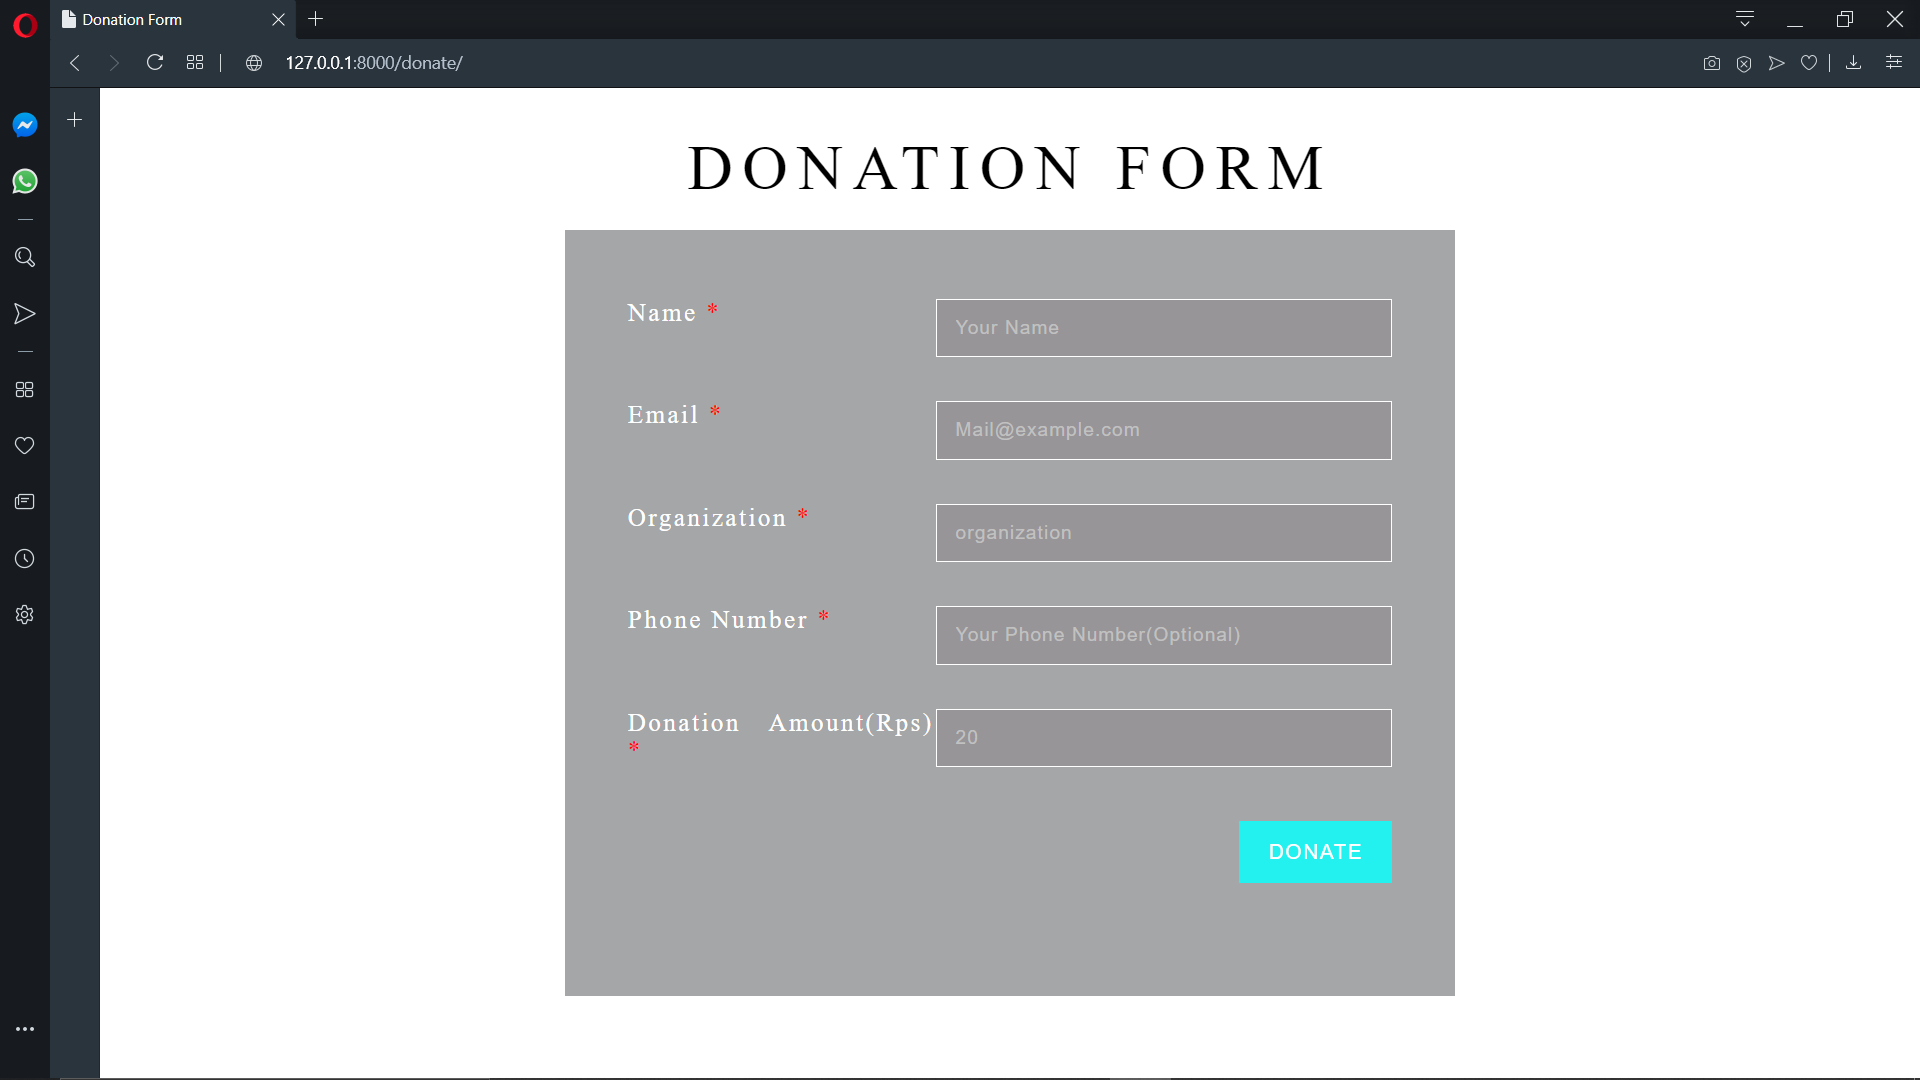 Donation Form
127.0.0.1:8000/donate/
DONATION FORM
Name *
Your Name
Email *
Mail@example.com
Organization *
organization
Phone Number *
Your Phone Number(Optional)
Donation Amount(Rps)
*
20
DONATE